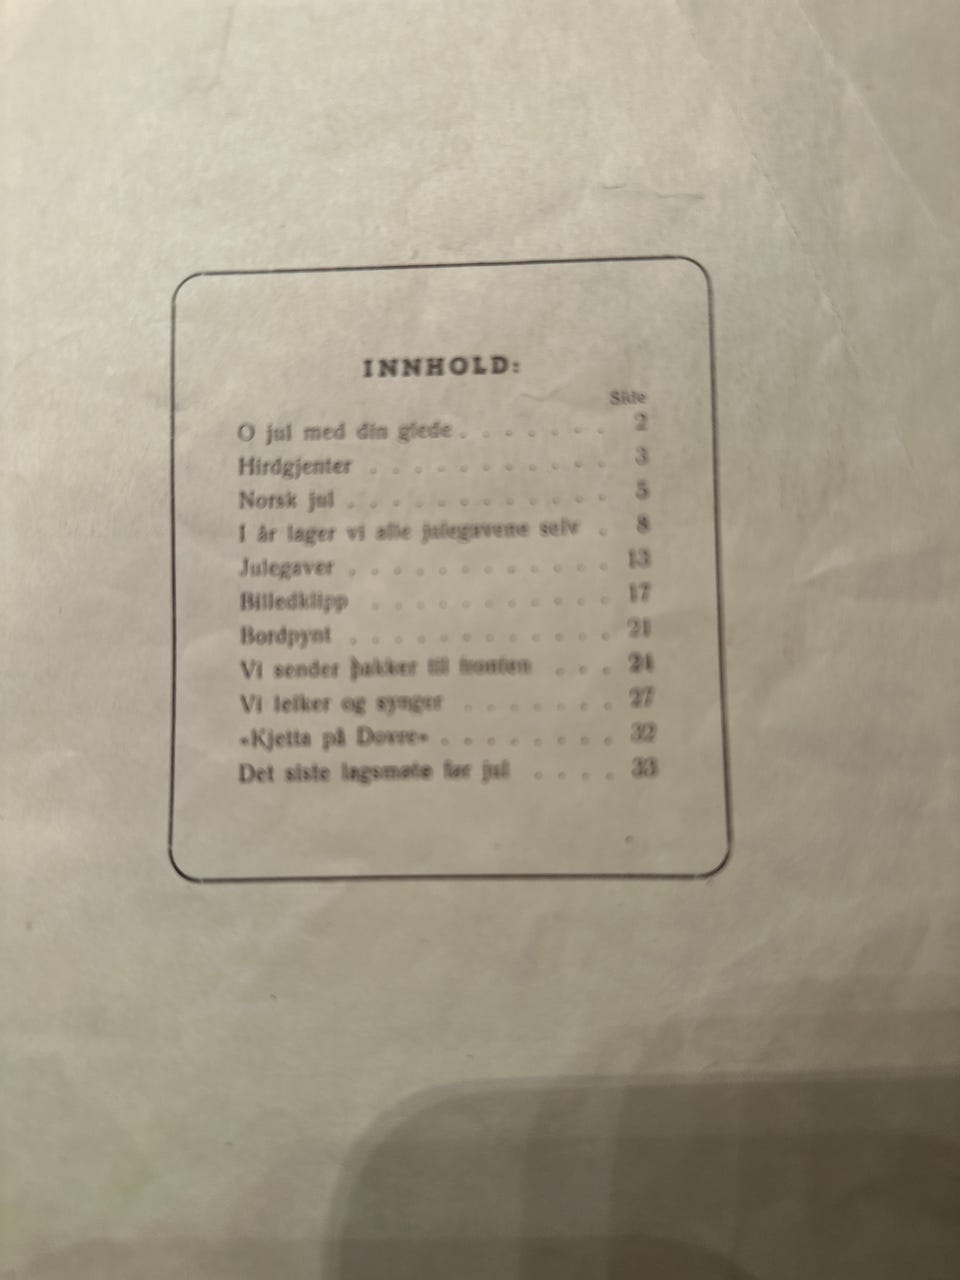 INNHOLD:
Side
O jul med din glede . . . . . . . 2
Hirdgjenter . . . . . . . . . . . 3
Norsk jul . . . . . . . . . . . . 5
I år lager vi alle julegavene selv . 8
Julegaver . . . . . . . . . . . . 13
Billedklipp . . . . . . . . . . . 17
Bordpynt . . . . . . . . . . . . 21
Vi sender pakker til fronten . . . 24
Vi leiker og synger . . . . . . . 27
«Kjetta på Dovre» . . . . . . . . 32
Det siste lagsmøte før jul . . . . 33